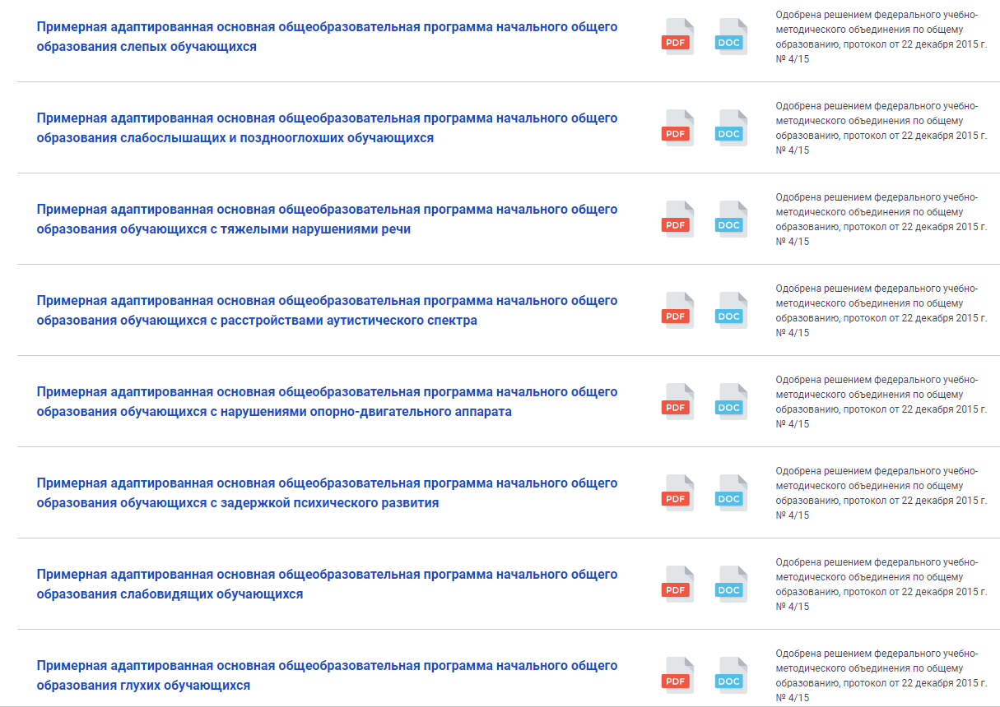 Примерная адаптированная основная общеобразовательная программа начального общего
образования слепых обучающихся
PDF
DOC
Одобрена решением федерального учебно-
методического объединения по общему
образованию, протокол от 22 декабря 2015 г.
№ 4/15
Примерная адаптированная основная общеобразовательная программа начального общего
образования слабослышащих и позднооглохших обучающихся
PDF
DOC
Одобрена решением федерального учебно-
методического объединения по общему
образованию, протокол от 22 декабря 2015 г.
№ 4/15
Примерная адаптированная основная общеобразовательная программа начального общего
образования обучающихся с тяжелыми нарушениями речи
PDF
DOC
Одобрена решением федерального учебно-
методического объединения по общему
образованию, протокол от 22 декабря 2015 г.
№ 4/15
Примерная адаптированная основная общеобразовательная программа начального общего
образования обучающихся с расстройствами аутистического спектра
PDF
DOC
Одобрена решением федерального учебно-
методического объединения по общему
образованию, протокол от 22 декабря 2015 г.
№ 4/15
Примерная адаптированная основная общеобразовательная программа начального общего
образования обучающихся с нарушениями опорно-двигательного аппарата
PDF
DOC
Одобрена решением федерального учебно-
методического объединения по общему
образованию, протокол от 22 декабря 2015 г.
№ 4/15
Примерная адаптированная основная общеобразовательная программа начального общего
образования обучающихся с задержкой психического развития
PDF
DOC
Одобрена решением федерального учебно-
методического объединения по общему
образованию, протокол от 22 декабря 2015 г.
№ 4/15
Примерная адаптированная основная общеобразовательная программа начального общего
образования слабовидящих обучающихся
PDF
DOC
Одобрена решением федерального учебно-
методического объединения по общему
образованию, протокол от 22 декабря 2015 г.
№ 4/15
Примерная адаптированная основная общеобразовательная программа начального общего
образования глухих обучающихся
PDF
DOC
Одобрена решением федерального учебно-
методического объединения по общему
образованию, протокол от 22 декабря 2015 г.
№ 4/15